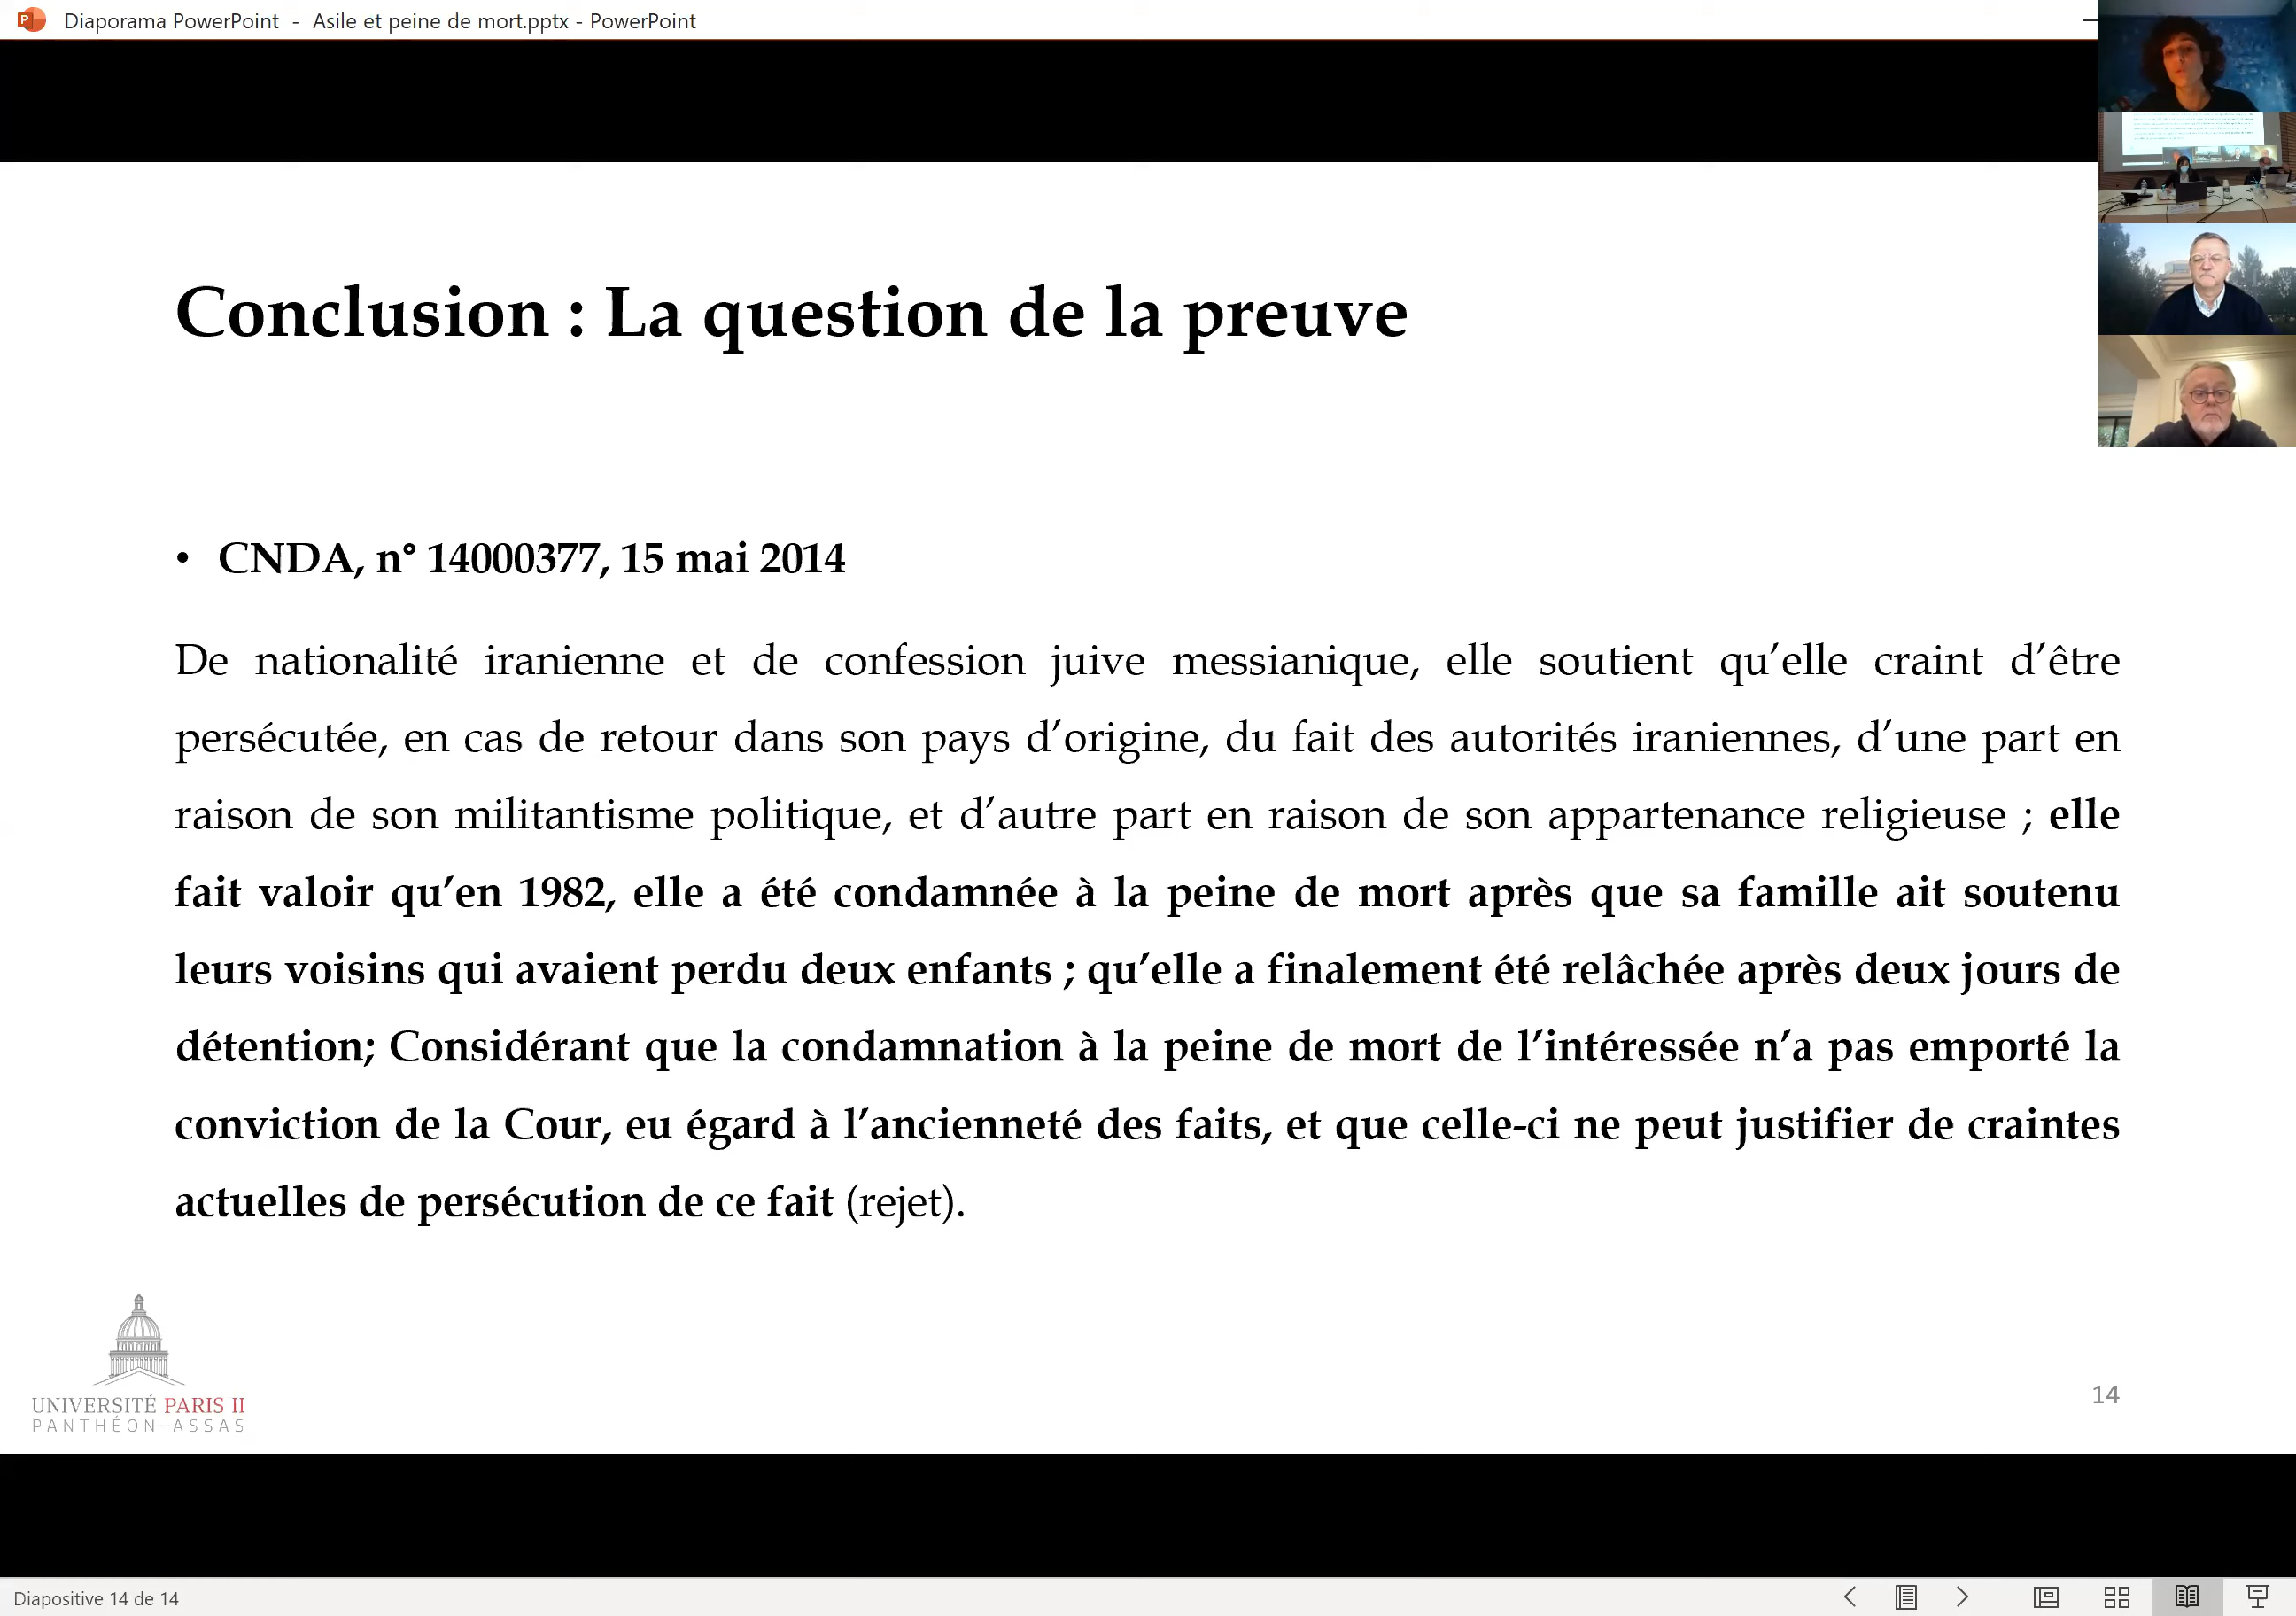 Diaporama PowerPoint - Asile et peine de mort.pptx - PowerPoint
Conclusion : La question de la preuve
• CNDA, n° 14000377, 15 mai 2014
De nationalité iranienne et de confession juive messianique, elle soutient qu’elle craint d’être
persécutée, en cas de retour dans son pays d’origine, du fait des autorités iraniennes, d’une part en
raison de son militantisme politique, et d’autre part en raison de son appartenance religieuse ; elle
fait valoir qu’en 1982, elle a été condamnée à la peine de mort après que sa famille ait soutenu
leurs voisins qui avaient perdu deux enfants ; qu’elle a finalement été relâchée après deux jours de
détention; Considérant que la condamnation à la peine de mort de l’intéressée n’a pas emporté la
conviction de la Cour, eu égard à l’ancienneté des faits, et que celle-ci ne peut justifier de craintes
actuelles de persécution de ce fait (rejet).
UNIVERSITÉ PARIS II
PANTHÉON-ASSAS
14
Diapositive 14 de 14